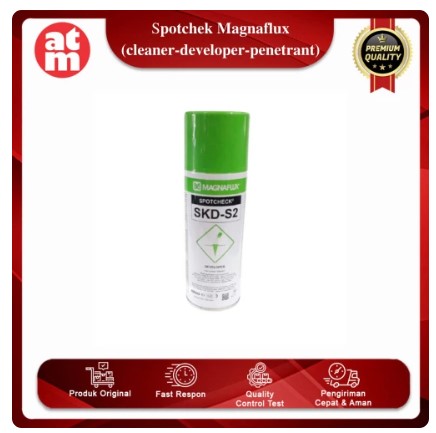 atm
Spotchek Magnaflux
(cleaner-developer-penetrant)
PREMIUM
QUALITY
MAGNAFLUX
SPOTCHECK®
SKD-S2
Produk Original
Fast Respon
Quality
Control Test
Pengiriman
Cepat & Aman